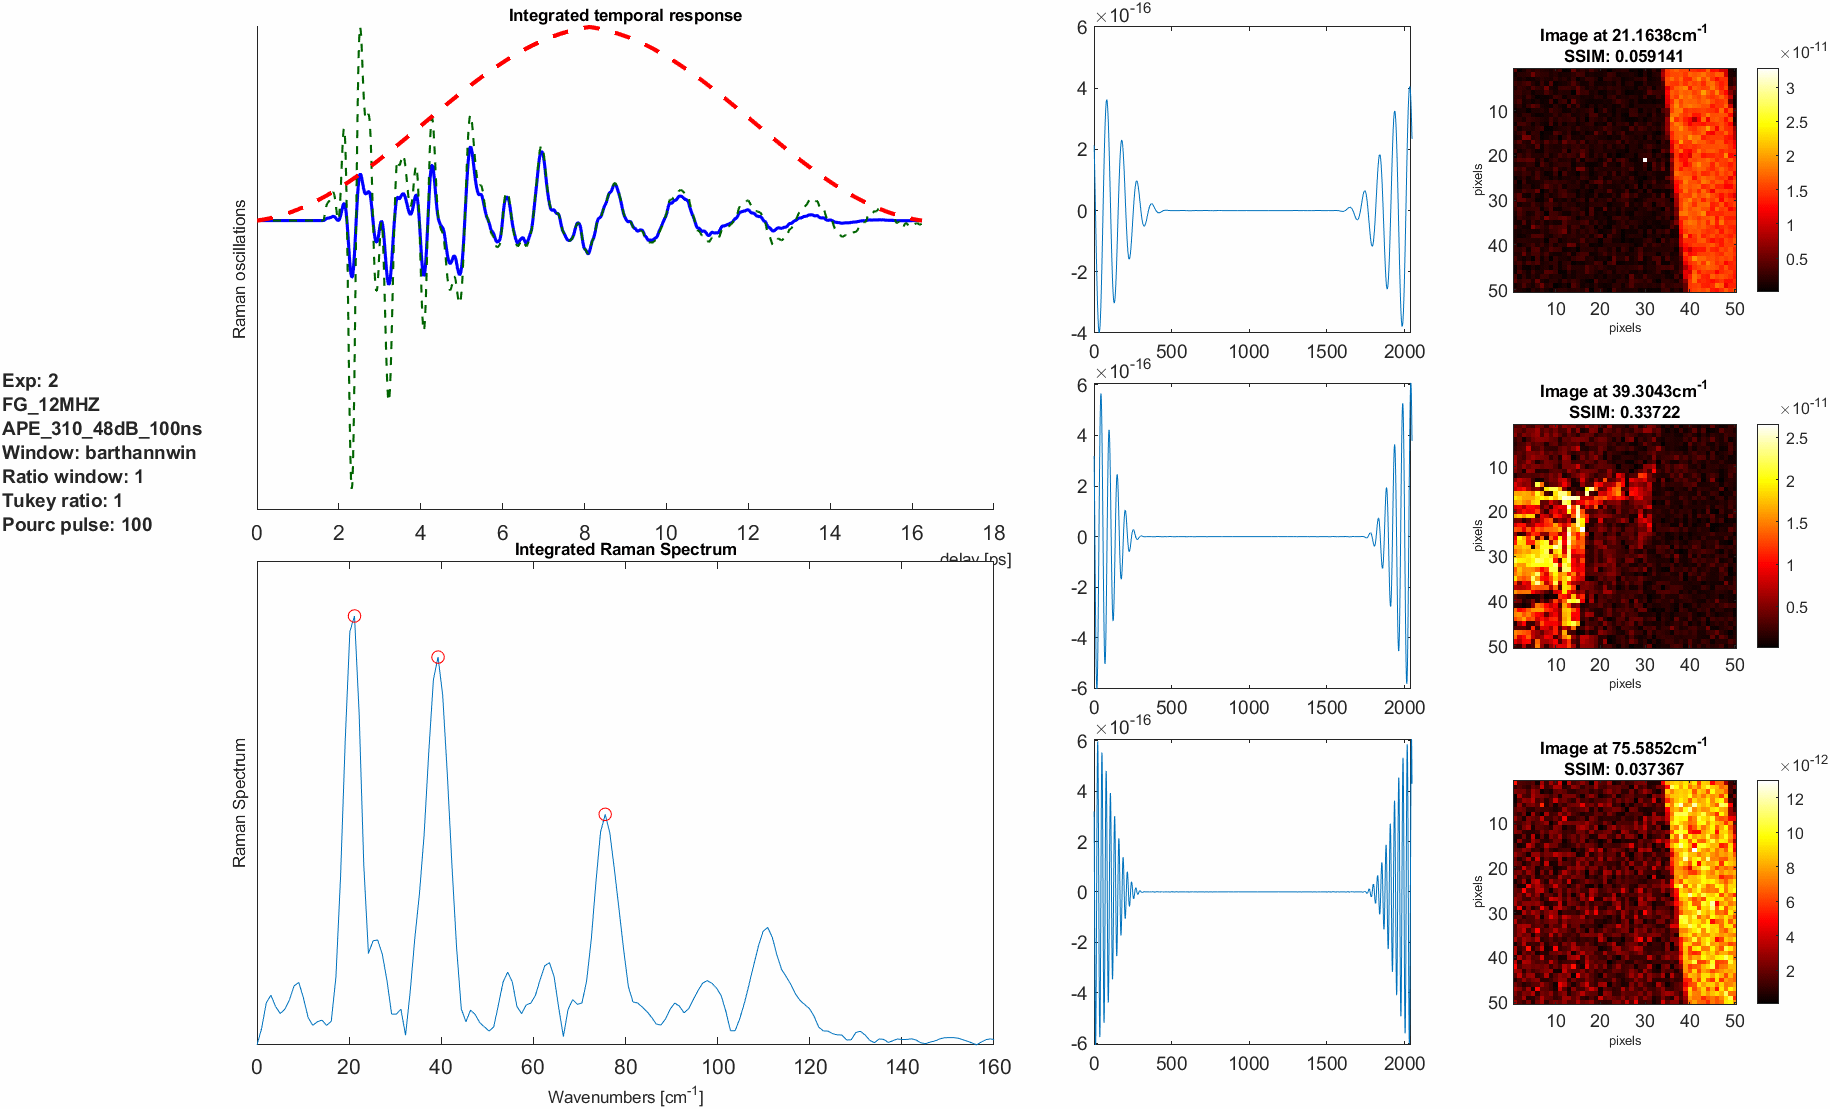 Integrated temporal response
Raman oscillations
0 2 4 6 8 10 12 14 16 18
delay [ps]
Exp: 2
FG_12MHZ
APE_310_48dB_100ns
Window: barthannwin
Ratio window: 1
Tukey ratio: 1
Pourc pulse: 100
Integrated Raman Spectrum
Raman Spectrum
0 20 40 60 80 100 120 140 160
Wavenumbers [cm-1]
×10-16
6
4
2
0
-2
-4
0 500 1000 1500 2000
×10-16
6
4
2
0
-2
-4
-6
0 500 1000 1500 2000
×10-16
6
4
2
0
-2
-4
-6
0 500 1000 1500 2000
Image at 21.1638cm-1
SSIM: 0.059141
×10-11
pixels
10
20
30
40
50
10 20 30 40 50
pixels
3
2.5
2
1.5
1
0.5
Image at 39.3043cm-1
SSIM: 0.33722
×10-11
pixels
10
20
30
40
50
10 20 30 40 50
pixels
2.5
2
1.5
1
0.5
Image at 75.5852cm-1
SSIM: 0.037367
×10-12
pixels
10
20
30
40
50
10 20 30 40 50
pixels
12
10
8
6
4
2